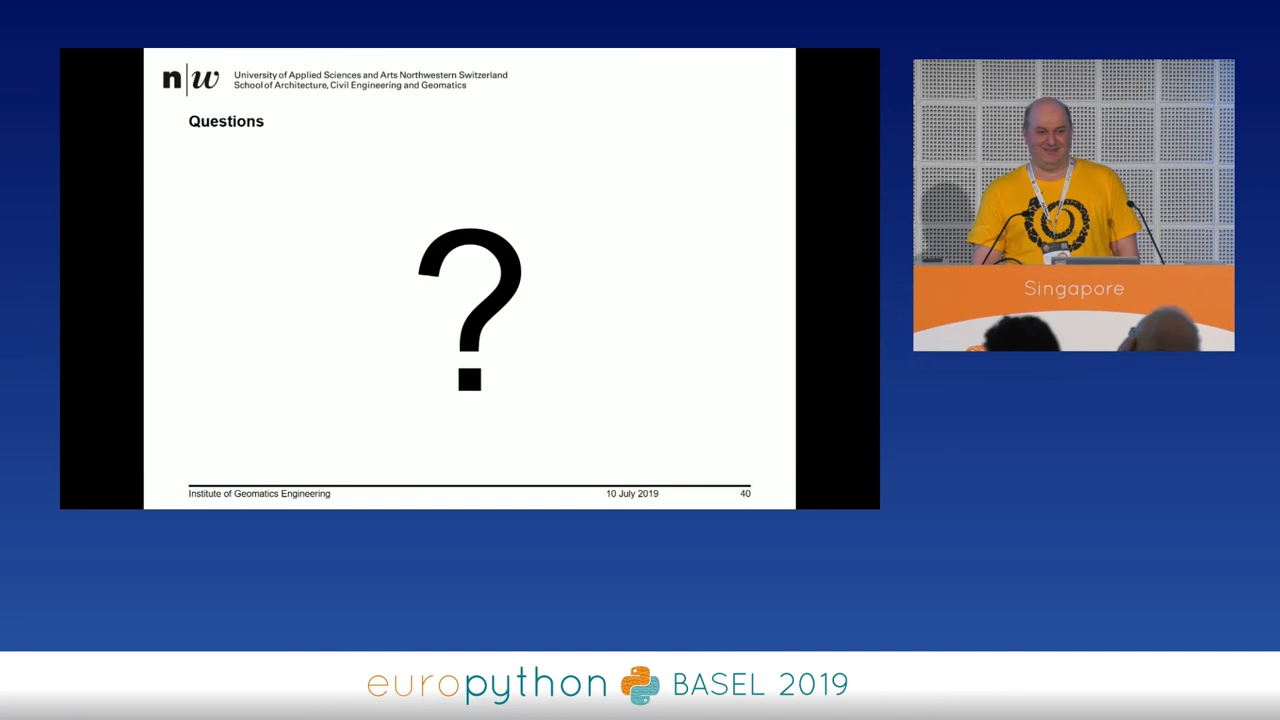 n|w
University of Applied Sciences and Arts Northwestern Switzerland
School of Architecture, Civil Engineering and Geomatics
Questions
?
Institute of Geomatics Engineering
10 July 2019
40
Singapore
europython BASEL 2019